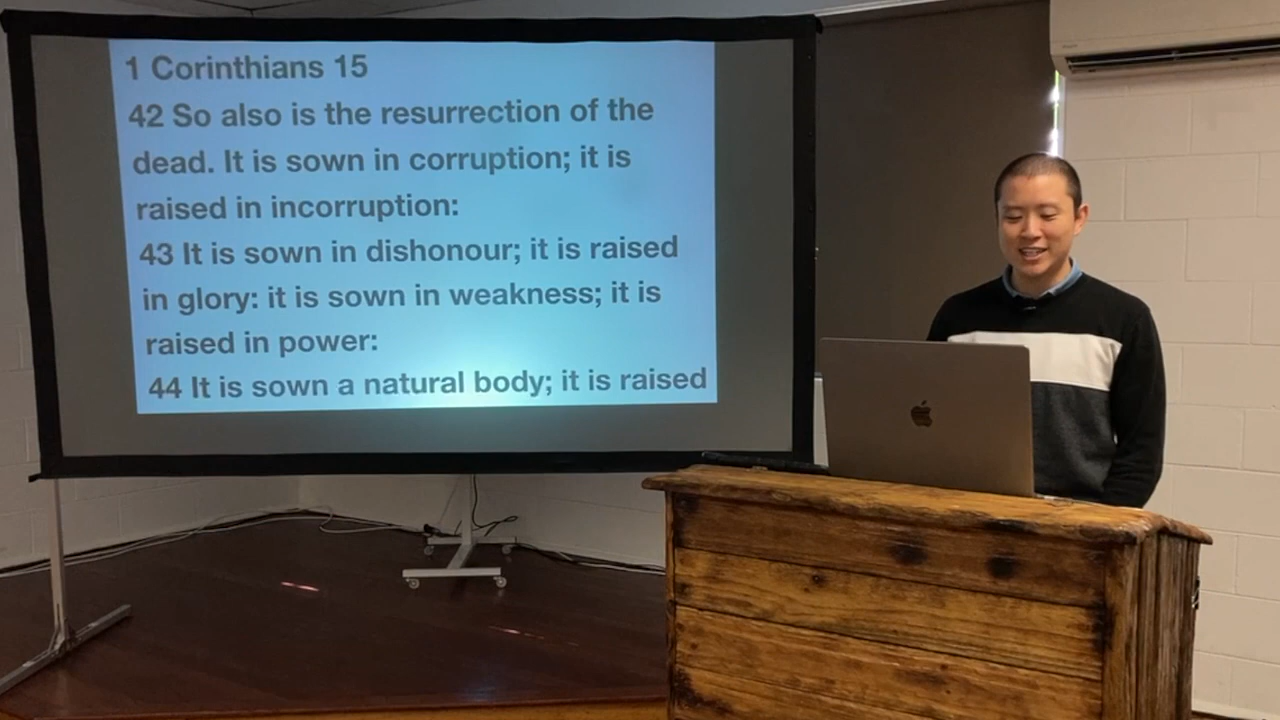 1 Corinthians 15
42 So also is the resurrection of the
dead. It is sown in corruption; it is
raised in incorruption:
43 It is sown in dishonour; it is raised
in glory: it is sown in weakness; it is
raised in power:
44 It is sown a natural body; it is raised